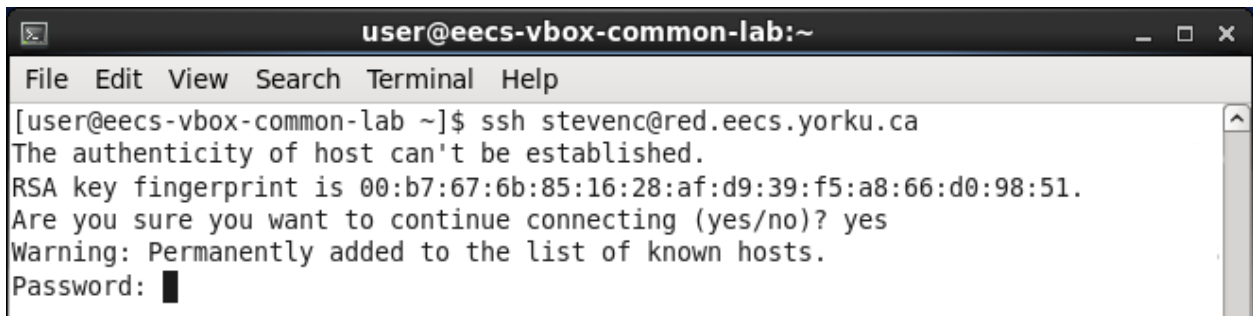 user@eecs-vbox-common-lab:~
File Edit View Search Terminal Help
[user@eecs-vbox-common-lab ~]$ ssh stevenc@red.eecs.yorku.ca
The authenticity of host can't be established.
RSA key fingerprint is 00:b7:67:6b:85:16:28:af:d9:39:f5:a8:66:d0:98:51.
Are you sure you want to continue connecting (yes/no)? yes
Warning: Permanently added to the list of known hosts.
Password: